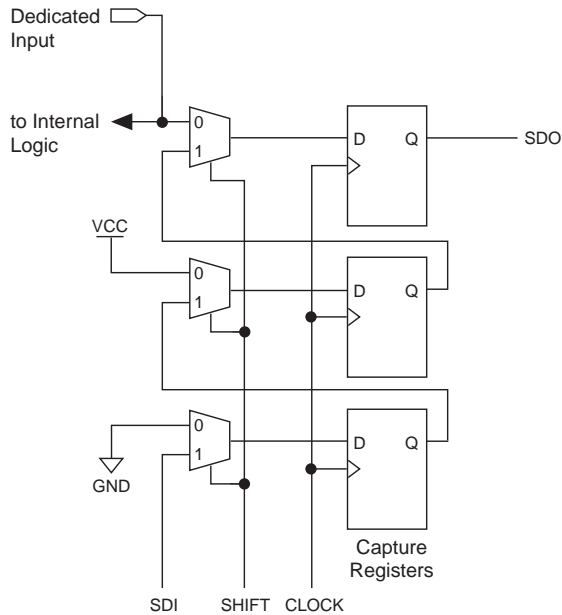 Dedicated
Input
to Internal
Logic
0
1
D
Q
SDO
VCC
0
1
D
Q
0
1
D
Q
GND
Capture
Registers
SDI
SHIFT
CLOCK